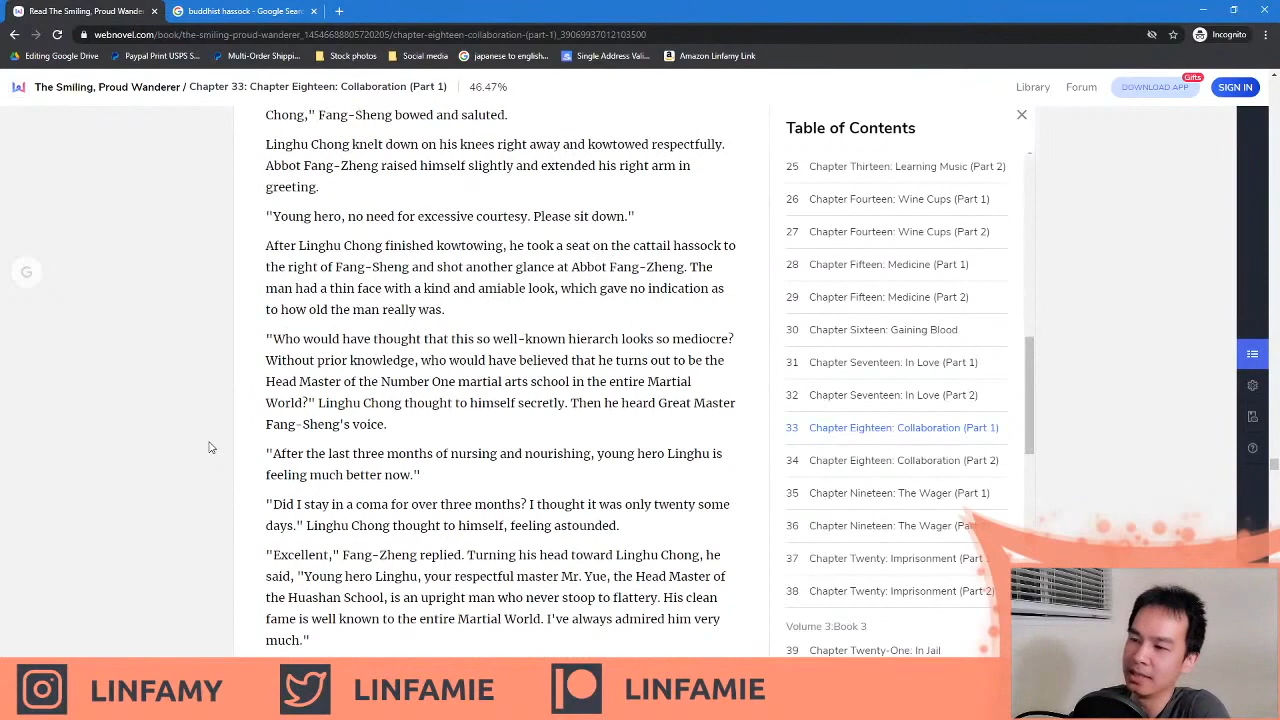 Read The Smiling, Proud Wander
buddhist hassock - Google Sear
webnovel.com/book/the-smiling-proud-wanderer_14546688805720205/chapter-eighteen-collaboration-(part-1)_39069937012103500
Incognito
Editing Google Drive
Paypal Print USPS S...
Multi-Order Shippi...
Stock photos
Social media
japanese to english...
Single Address Vali...
Amazon Linfamy Link
The Smiling, Proud Wanderer / Chapter 33: Chapter Eighteen: Collaboration (Part 1)
46.47%
Library
Forum
DOWNLOAD APP
Gifts
SIGN IN
Chong," Fang-Sheng bowed and saluted.
Linghu Chong knelt down on his knees right away and kowtowed respectfully.
Abbot Fang-Zheng raised himself slightly and extended his right arm in
greeting.
"Young hero, no need for excessive courtesy. Please sit down."
After Linghu Chong finished kowtowing, he took a seat on the cattail hassock to
the right of Fang-Sheng and shot another glance at Abbot Fang-Zheng. The
man had a thin face with a kind and amiable look, which gave no indication as
to how old the man really was.
"Who would have thought that this so well-known hierarch looks so mediocre?
Without prior knowledge, who would have believed that he turns out to be the
Head Master of the Number One martial arts school in the entire Martial
World?" Linghu Chong thought to himself secretly. Then he heard Great Master
Fang-Sheng's voice.
"After the last three months of nursing and nourishing, young hero Linghu is
feeling much better now."
"Did I stay in a coma for over three months? I thought it was only twenty some
days." Linghu Chong thought to himself, feeling astounded.
"Excellent," Fang-Zheng replied. Turning his head toward Linghu Chong, he
said, "Young hero Linghu, your respectful master Mr. Yue, the Head Master of
the Huashan School, is an upright man who never stoop to flattery. His clean
fame is well known to the entire Martial World. I've always admired him very
much."
Table of Contents
25 Chapter Thirteen: Learning Music (Part 2)
26 Chapter Fourteen: Wine Cups (Part 1)
27 Chapter Fourteen: Wine Cups (Part 2)
28 Chapter Fifteen: Medicine (Part 1)
29 Chapter Fifteen: Medicine (Part 2)
30 Chapter Sixteen: Gaining Blood
31 Chapter Seventeen: In Love (Part 1)
32 Chapter Seventeen: In Love (Part 2)
33 Chapter Eighteen: Collaboration (Part 1)
34 Chapter Eighteen: Collaboration (Part 2)
35 Chapter Nineteen: The Wager (Part 1)
36 Chapter Nineteen: The Wager (Part
37 Chapter Twenty: Imprisonment (Part 1
38 Chapter Twenty: Imprisonment (Part 2)
Volume 3:Book 3
39 Chapter Twenty-One: In Jail
LINFAMY
LINFAMIE
LINFAMIE